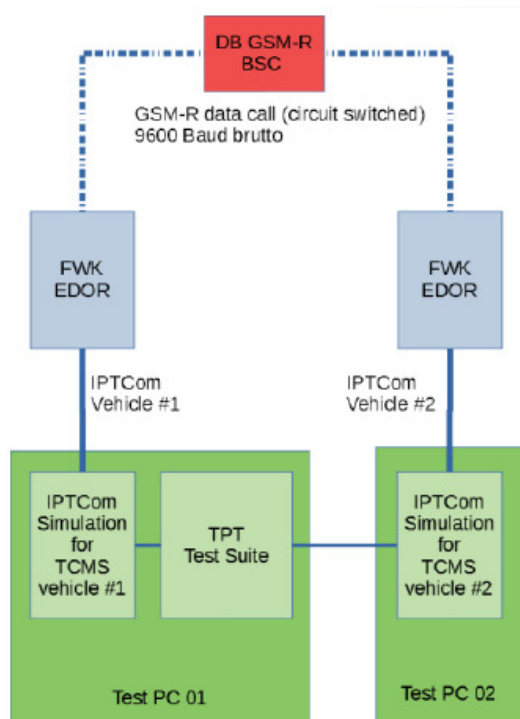 DB GSM-R
BSC
GSM-R data call (circuit switched)
9600 Baud brutto
FWK
EDOR
FWK
EDOR
IPTCom
Vehicle #1
IPTCom
Vehicle #2
IPTCom
Simulation
for
TCMS
vehicle #1
TPT
Test Suite
IPTCom
Simulation
for
TCMS
vehicle #2
Test PC 01
Test PC 02